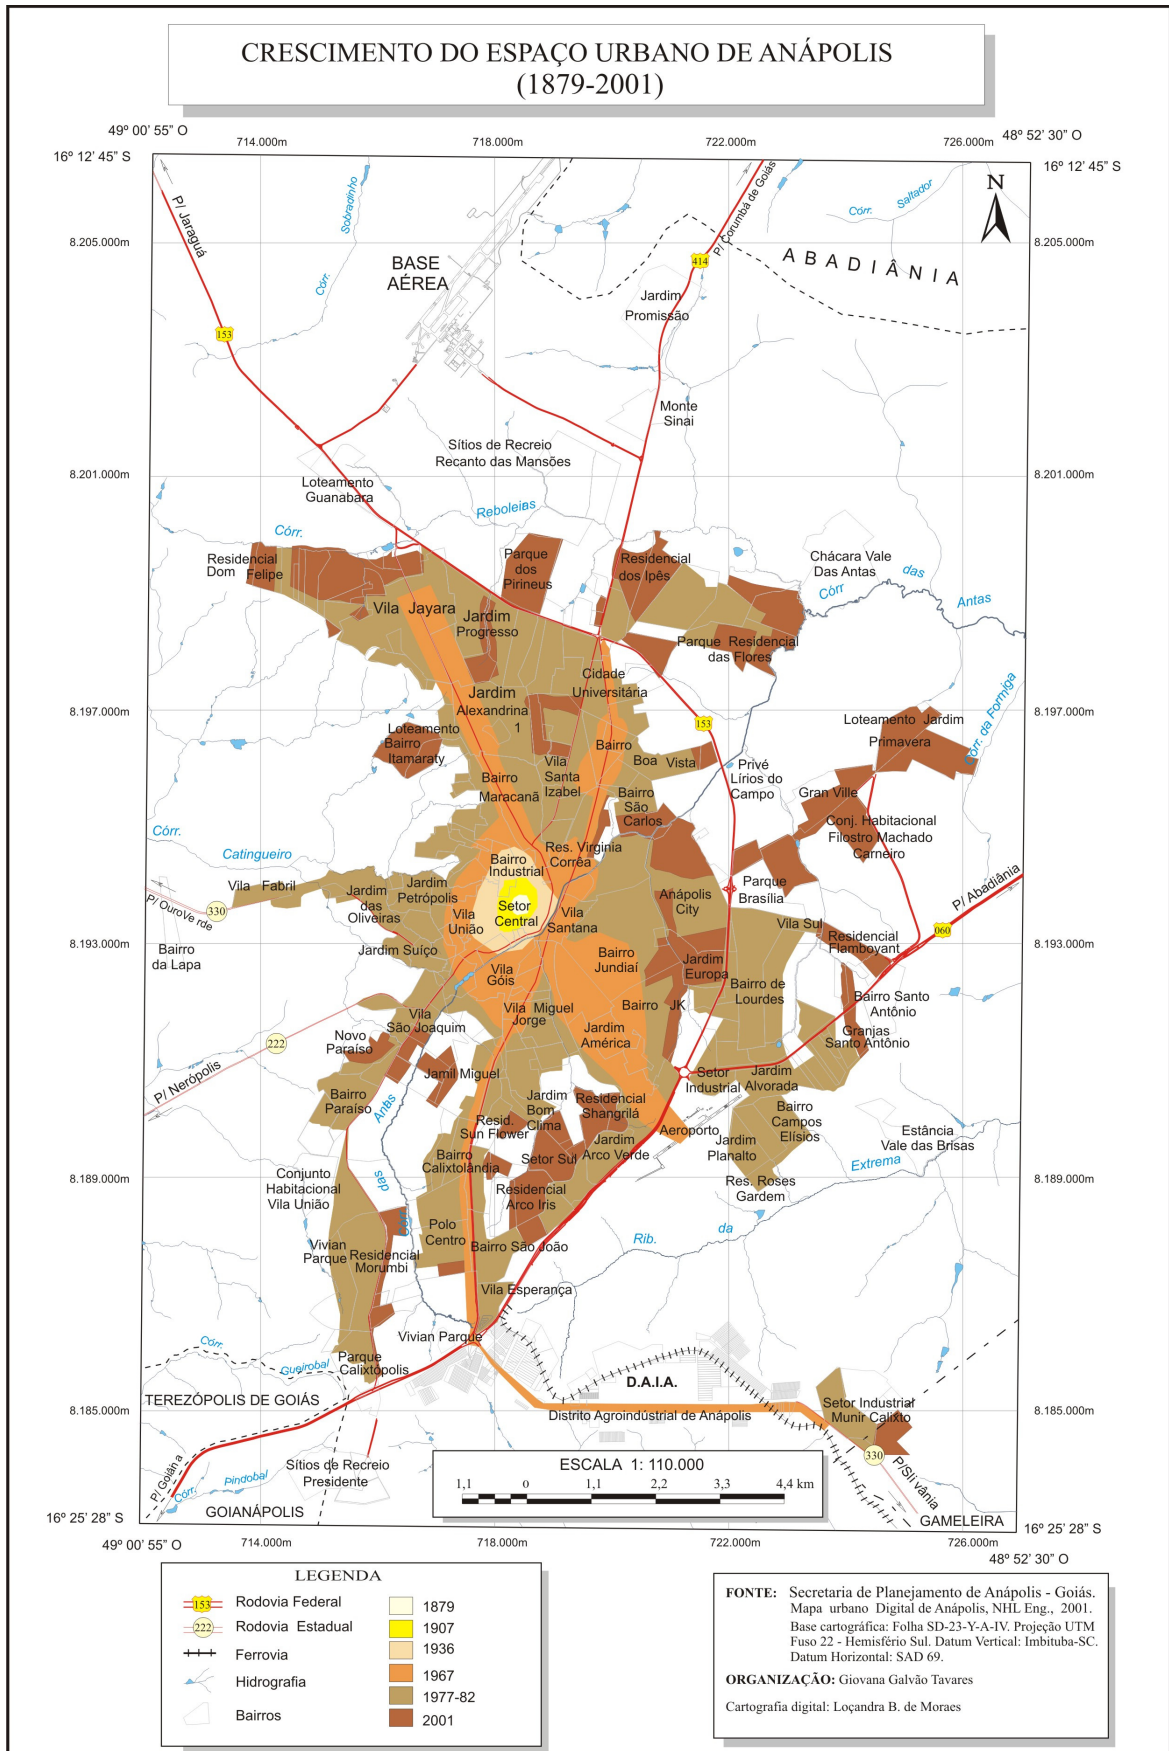 CRESCIMENTO DO ESPAÇO URBANO DE ANÁPOLIS
(1879-2001)
49º 00' 55” O
714.000m
718.000m
722.000m
726.000m
48º 52' 30” O
16º 12' 45” S
16º 12' 45” S
N
P/ Jaraguá
Córr. Sobradinho
BASE
AÉREA
P/ Corumbá de Goiás
Córr. Saltador
8.205.000m
8.205.000m
ABADIÂNIA
414
153
Jardim
Promissão
Monte
Sinai
Sítios de Recreio
Recanto das Mansões
8.201.000m
8.201.000m
Loteamento
Guanabara
Córr. Reboleias
Residencial
Dom Felipe
Parque
dos
Pirineus
Residencial
dos Ipês
Chácara Vale
Das Antas
Córr das Antas
Vila Jayara
Jardim
Progresso
Parque Residencial
das Flores
Cidade
Universitária
Jardim
Alexandrina
1
8.197.000m
8.197.000m
Córr. da Formiga
Loteamento
Bairro
Itamaraty
153
Loteamento Jardim
Primavera
Bairro
Boa Vista
Vila
Santa
Izabel
Bairro
Maracanã
Privé
Lírios do
Campo
Bairro
São
Carlos
Gran Ville
Conj. Habitacional
Filostro Machado
Carneiro
Córr.
Catingueiro
Res. Virginia
Corrêa
Bairro
Industrial
Vila Fabril
Jardim
das
Oliveiras
Jardim
Petrópolis
Parque
Brasília
Anápolis
City
P/ Abadiânia
P/ OuroVe rde
330
Setor
Central
Vila
União
Vila
Santana
Vila Sul
Residencial
Flamboyant
060
8.193.000m
8.193.000m
Bairro
da Lapa
Jardim Suíço
Bairro
Jundiaí
Jardim
Europa
Vila
Góis
Bairro de
Lourdes
Bairro Santo
Antônio
Vila Miguel
Jorge
Bairro JK
Vila
São Joaquim
Jardim
América
Granjas
Santo Antônio
222
Novo
Paraíso
P/ Nerópolis
Jamil Miguel
Setor
Industrial
Jardim
Alvorada
Bairro
Paraíso
Córr. das Antas
Jardim
Bom
Clima
Residencial
Shangrilá
Resid.
Sun Flower
Bairro
Campos
Elísios
Aeroporto
Jardim
Planalto
Estância
Vale das Brisas
Jardim
Arco Verde
Bairro
Calixtolândia
Setor Sul
8.189.000m
8.189.000m
Conjunto
Habitacional
Vila União
Residencial
Arco Iris
Res. Roses
Gardem
Rib. da Extrema
Polo
Centro
Bairro São João
Vivian
Parque
Residencial
Morumbi
Vila Esperança
Vivian Parque
Córr. Gueirobal
Parque
Calixtópolis
D.A.I.A.
TEREZÓPOLIS DE GOIÁS
8.185.000m
8.185.000m
Distrito Agroindústrial de Anápolis
Setor Industrial
Munir Calixto
330
P/Sli vânia
P/ Goiân a
Córr. Pindobal
Sítios de Recreio
Presidente
GOIANÁPOLIS
GAMELEIRA
ESCALA 1: 110.000
1,1 0 1,1 2,2 3,3 4,4 km
16º 25' 28” S
16º 25' 28” S
49º 00' 55” O
714.000m
718.000m
722.000m
726.000m
48º 52' 30” O
LEGENDA
153 Rodovia Federal
222 Rodovia Estadual
Ferrovia
Hidrografia
Bairros
1879
1907
1936
1967
1977-82
2001
FONTE: Secretaria de Planejamento de Anápolis - Goiás.
Mapa urbano Digital de Anápolis, NHL Eng., 2001.
Base cartográfica: Folha SD-23-Y-A-IV. Projeção UTM
Fuso 22 - Hemisfério Sul. Datum Vertical: Imbituba-SC.
Datum Horizontal: SAD 69.
ORGANIZAÇÃO: Giovana Galvão Tavares
Cartografia digital: Loçandra B. de Moraes